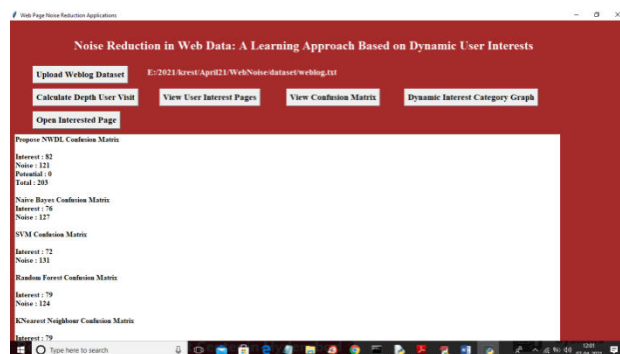 Web Page Noise Reduction Applications
Noise Reduction in Web Data: A Learning Approach Based on Dynamic User Interests
Upload Weblog Dataset
E:/2021/krest/April21/WebNoise/dataset/weblog.txt
Calculate Depth User Visit
View User Interest Pages
View Confusion Matrix
Dynamic Interest Category Graph
Open Interested Page
Propose NWDL Confusion Matrix
Interest : 82
Noise : 121
Potential : 0
Total : 203
Naive Bayes Confusion Matrix
Interest : 76
Noise : 127
SVM Confusion Matrix
Interest : 72
Noise : 131
Random Forest Confusion Matrix
Interest : 79
Noise : 124
KNearest Neighbour Confusion Matrix
Interest : 79
Type here to search
12:01